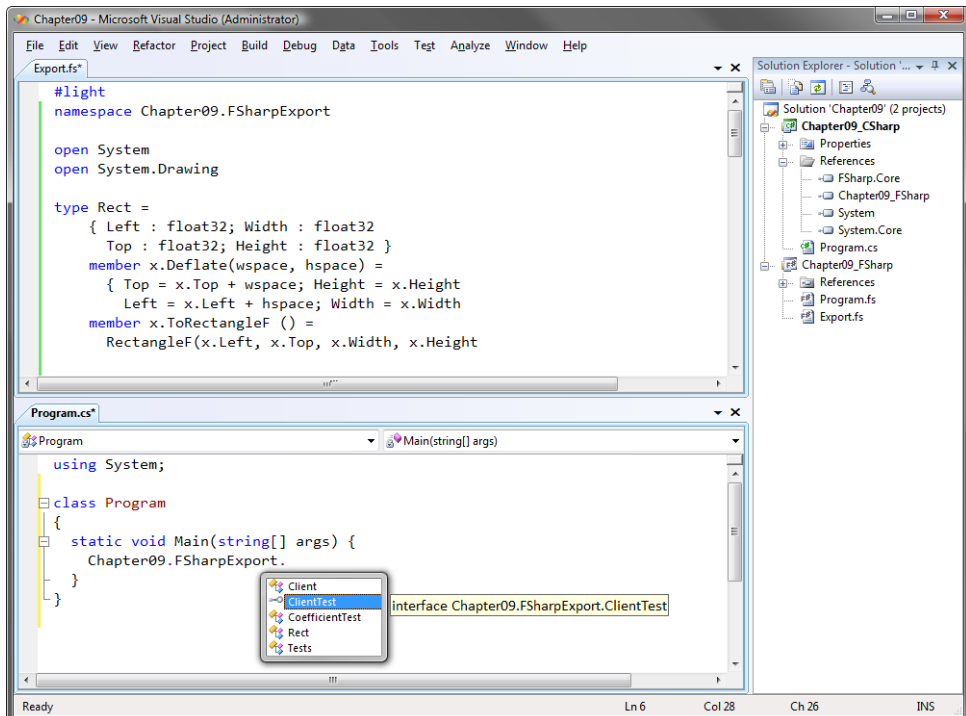 Chapter09 - Microsoft Visual Studio (Administrator)
File Edit View Refactor Project Build Debug Data Tools Test Analyze Window Help
Export.fs*
#light
namespace Chapter09.FSharpExport
open System
open System.Drawing
type Rect =
{ Left : float32; Width : float32
Top : float32; Height : float32 }
member x.Deflate(wspace, hspace) =
{ Top = x.Top + wspace; Height = x.Height
Left = x.Left + hspace; Width = x.Width
member x.ToRectangleF () =
RectangleF(x.Left, x.Top, x.Width, x.Height
Program.cs*
Program
Main(string[] args)
using System;
class Program
{
static void Main(string[] args) {
Chapter09.FSharpExport.
}
}
Client
ClientTest
CoefficientTest
Rect
Tests
interface Chapter09.FSharpExport.ClientTest
Solution Explorer - Solution '...
Solution 'Chapter09' (2 projects)
Chapter09_CSharp
Properties
References
FSharp.Core
Chapter09_FSharp
System
System.Core
Program.cs
Chapter09_FSharp
References
Program.fs
Export.fs
Ready Ln 6 Col 28 Ch 26 INS